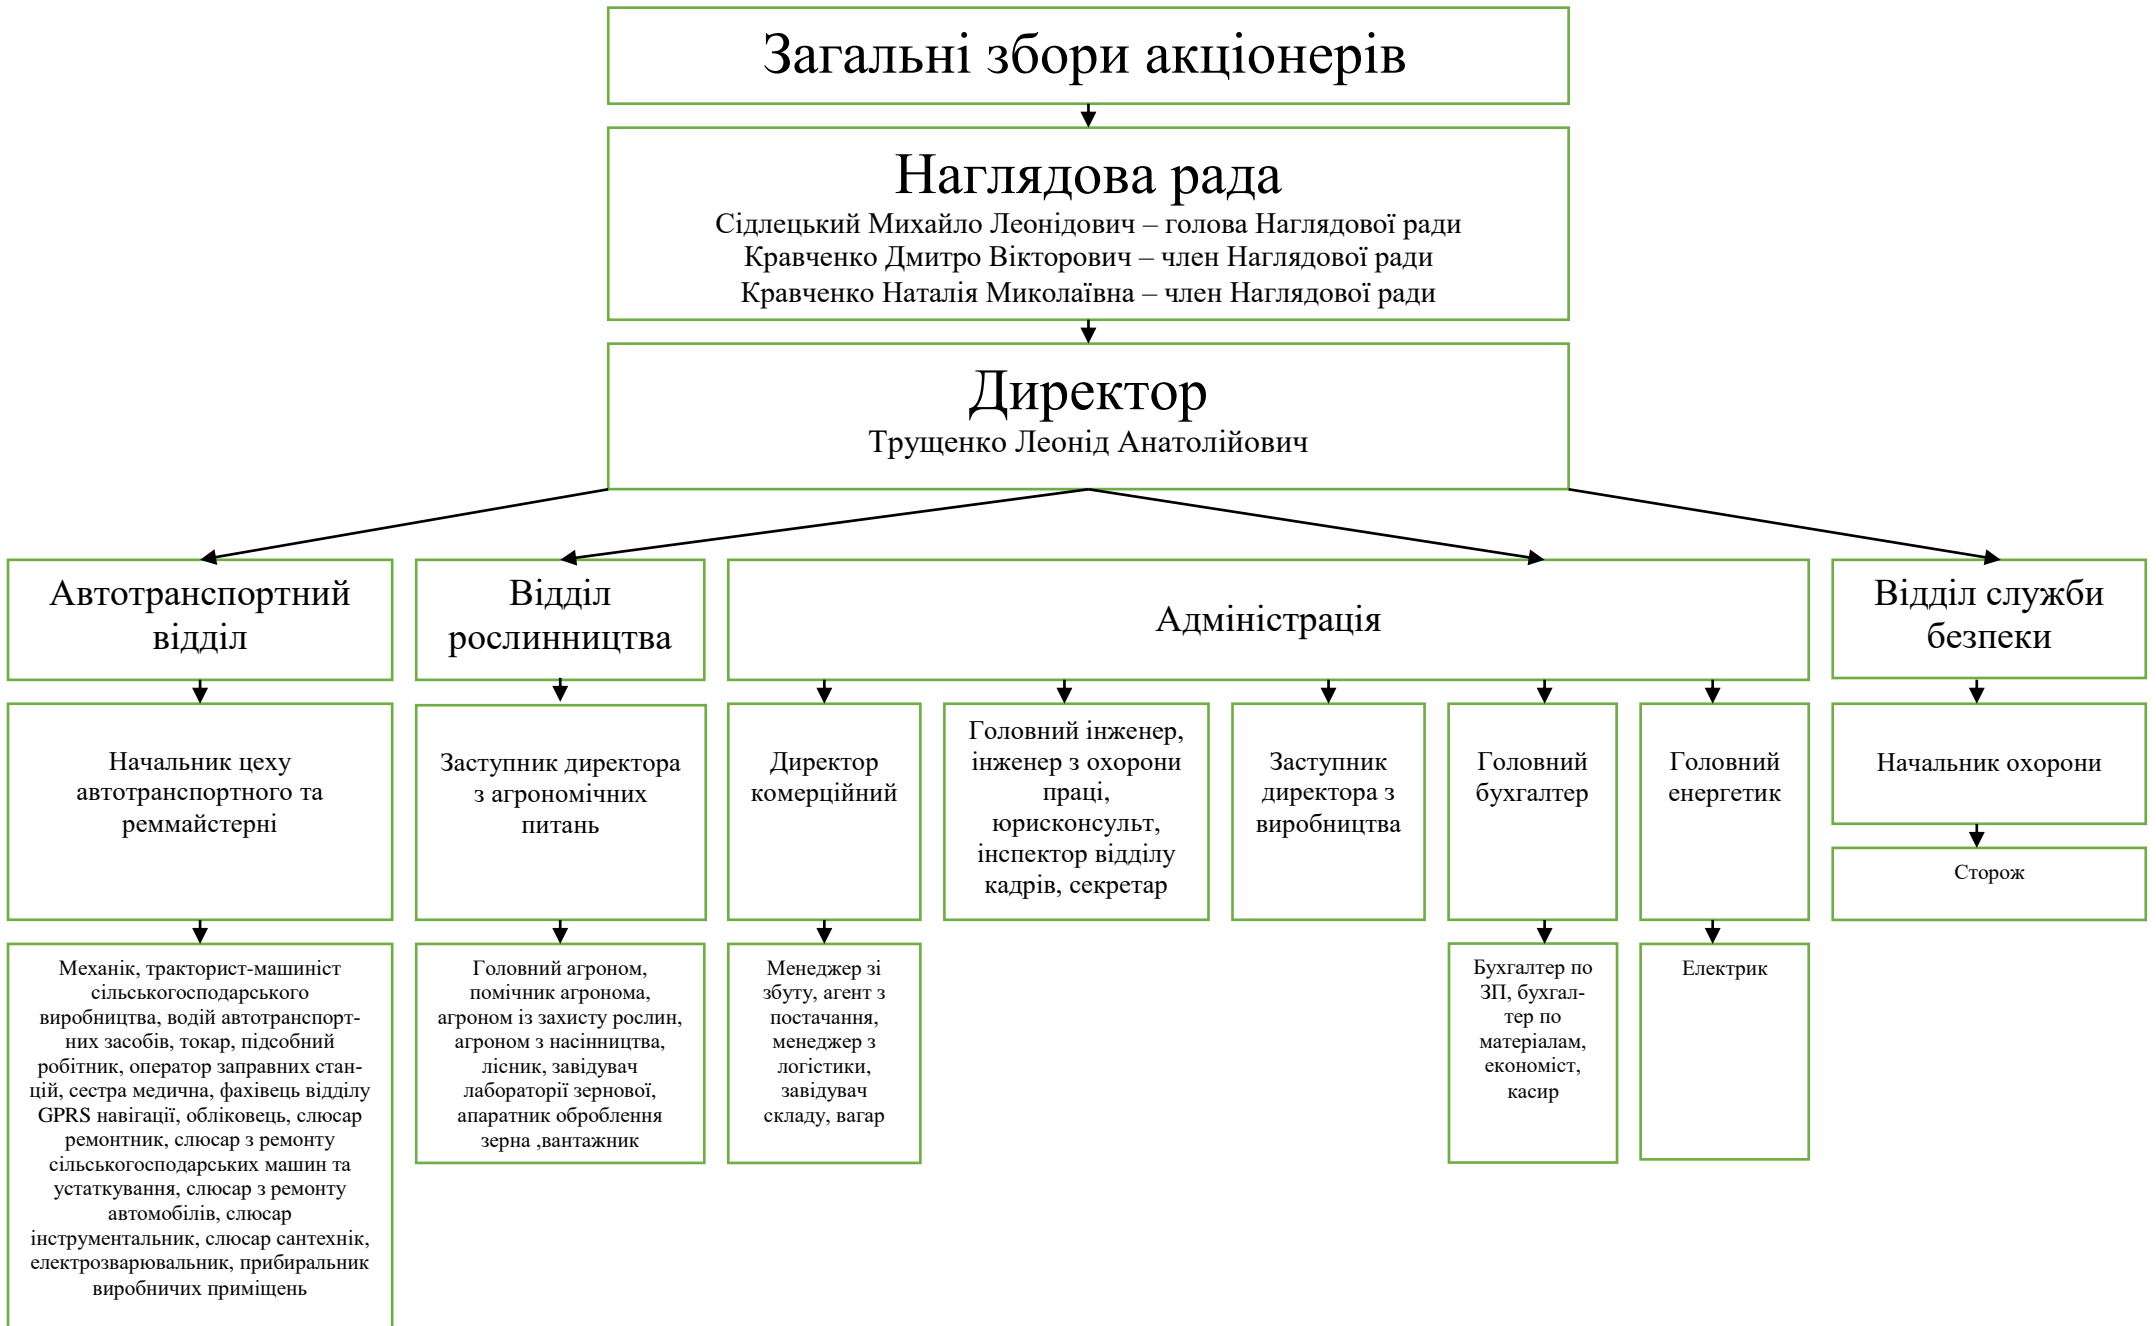 Загальні збори акціонерів
Наглядова рада
Сідлецький Михайло Леонідович – голова Наглядової ради
Кравченко Дмитро Вікторович – член Наглядової ради
Кравченко Наталія Миколаївна – член Наглядової ради
Директор
Трущенко Леонід Анатолійович
Автотранспортний
відділ
Відділ
рослинництва
Адміністрація
Відділ служби
безпеки
Начальник цеху
автотранспортного та
реммайстерні
Заступник директора
з агрономічних
питань
Директор
комерційний
Головний інженер,
інженер з охорони
праці,
юрисконсульт,
інспектор відділу
кадрів, секретар
Заступник
директора з
виробництва
Головний
бухгалтер
Головний
енергетик
Начальник охорони
Сторож
Механік, тракторист-машиніст
сільськогосподарського
виробництва, водій автотранспорт-
них засобів, токар, підсобний
робітник, оператор заправних стан-
цій, сестра медична, фахівець відділу
GPRS навігації, обліковець, слюсар
ремонтник, слюсар з ремонту
сільськогосподарських машин та
устаткування, слюсар з ремонту
автомобілів, слюсар
інструментальник, слюсар сантехнік,
електрозварювальник, прибиральник
виробничих приміщень
Головний агроном,
помічник агронома,
агроном із захисту рослин,
агроном з насінництва,
лісник, завідувач
лабораторії зернової,
апаратник оброблення
зерна ,вантажник
Менеджер зі
збуту, агент з
постачання,
менеджер з
логістики,
завідувач
складу, вагар
Бухгалтер по
ЗП, бухгал-
тер по
матеріалам,
економіст,
касир
Електрик